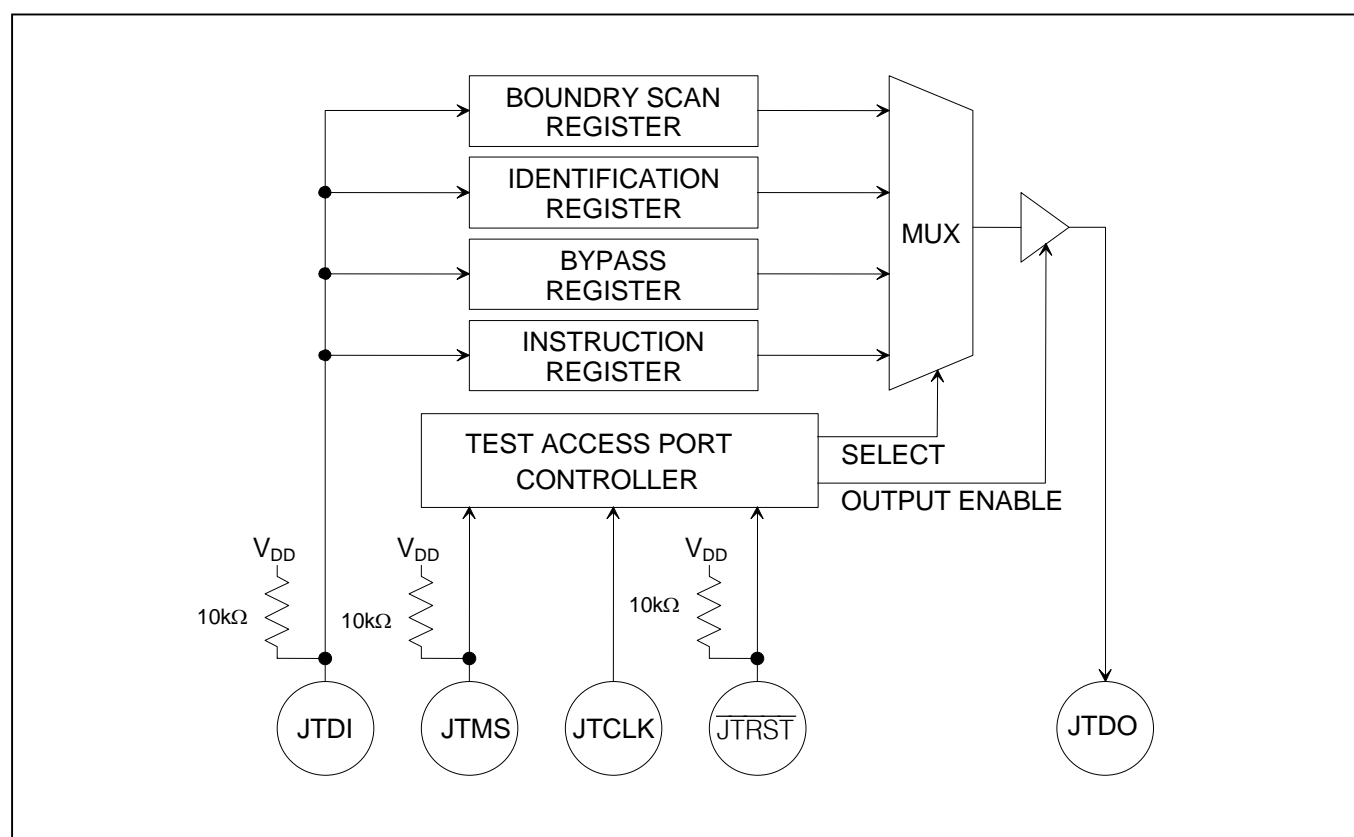 BOUNDRY SCAN
REGISTER
IDENTIFICATION
REGISTER
BYPASS
REGISTER
INSTRUCTION
REGISTER
MUX
TEST ACCESS PORT
CONTROLLER
SELECT
OUTPUT ENABLE
VDD
10kΩ
VDD
10kΩ
VDD
10kΩ
JTDI
JTMS
JTCLK
JTRST
JTDO